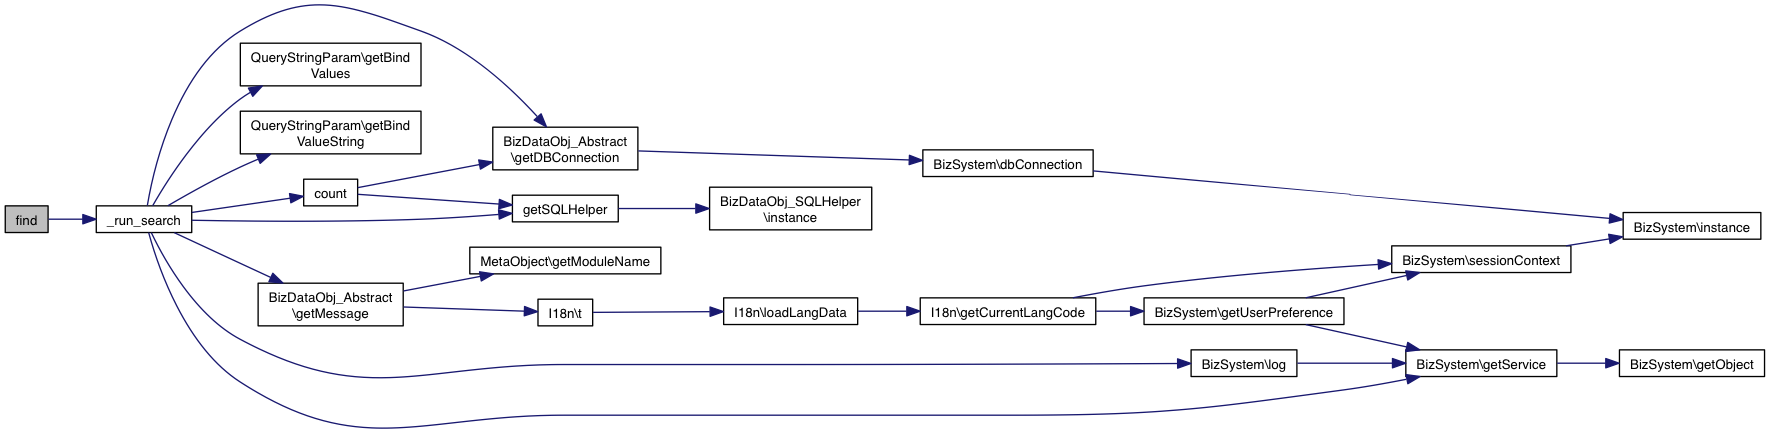 find
_run_search
QueryStringParam\getBind
Values
QueryStringParam\getBind
ValueString
count
BizDataObj_Abstract
\getDBConnection
getSQLHelper
BizDataObj_SQLHelper
\instance
BizSystem\dbConnection
BizSystem\instance
MetaObject\getModuleName
BizDataObj_Abstract
\getMessage
I18n\t
I18n\loadLangData
I18n\getCurrentLangCode
BizSystem\getUserPreference
BizSystem\sessionContext
BizSystem\log
BizSystem\getService
BizSystem\getObject